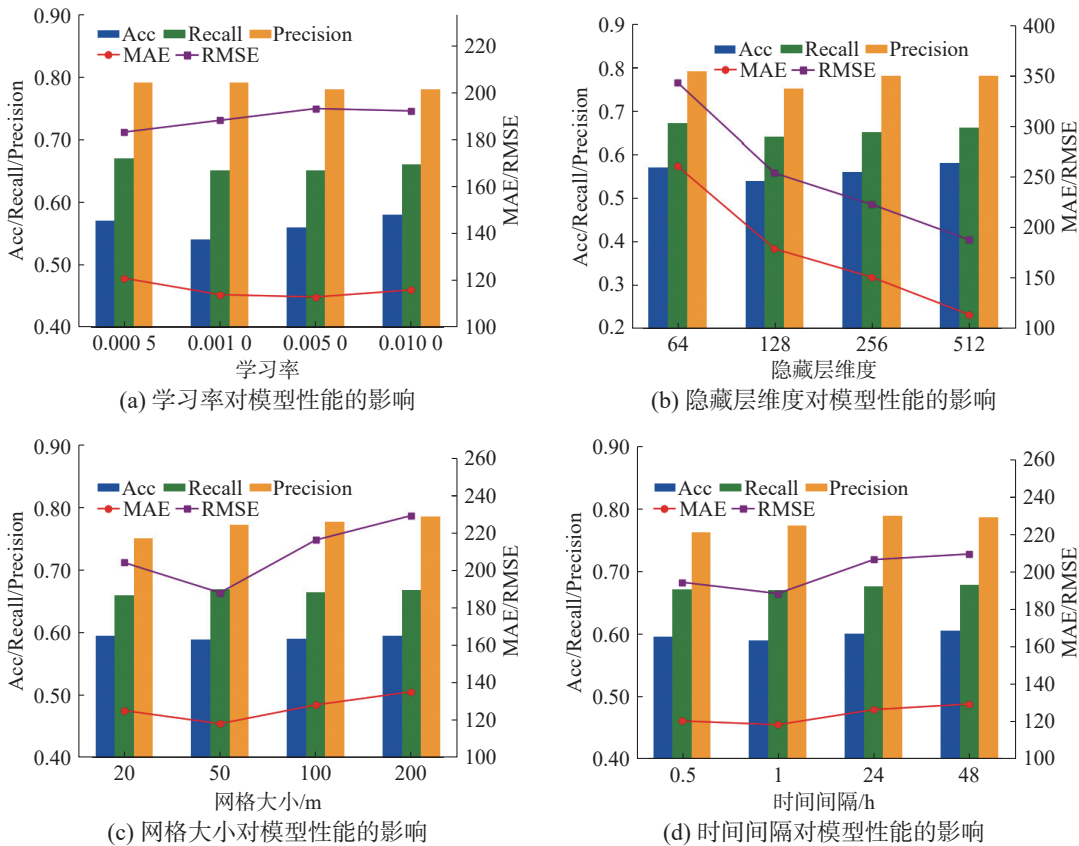 0.90
0.80
0.70
0.60
0.50
0.40
Acc/Recall/Precision
Acc Recall Precision
MAE RMSE
220
200
180
160
140
120
100
MAE/RMSE
0.000 5 0.001 0 0.005 0 0.010 0
学习率
(a) 学习率对模型性能的影响
0.9
0.8
0.7
0.6
0.5
0.4
0.3
0.2
Acc/Recall/Precision
Acc Recall Precision
MAE RMSE
400
350
300
250
200
150
100
MAE/RMSE
64 128 256 512
隐藏层维度
(b) 隐藏层维度对模型性能的影响
0.90
0.80
0.70
0.60
0.50
0.40
Acc/Recall/Precision
Acc Recall Precision
MAE RMSE
260
240
220
200
180
160
140
120
100
MAE/RMSE
20 50 100 200
网格大小/m
(c) 网格大小对模型性能的影响
0.90
0.80
0.70
0.60
0.50
0.40
Acc/Recall/Precision
Acc Recall Precision
MAE RMSE
260
240
220
200
180
160
140
120
100
MAE/RMSE
0.5 1 24 48
时间间隔/h
(d) 时间间隔对模型性能的影响